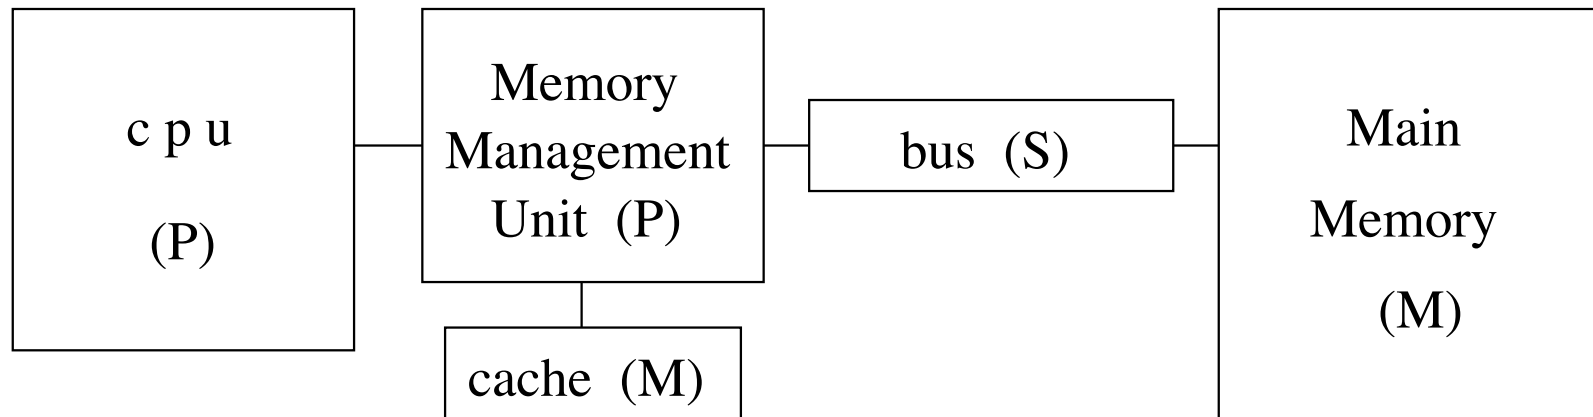 c p u
(P)
Memory
Management
Unit (P)
cache (M)
bus (S)
Main
Memory
(M)